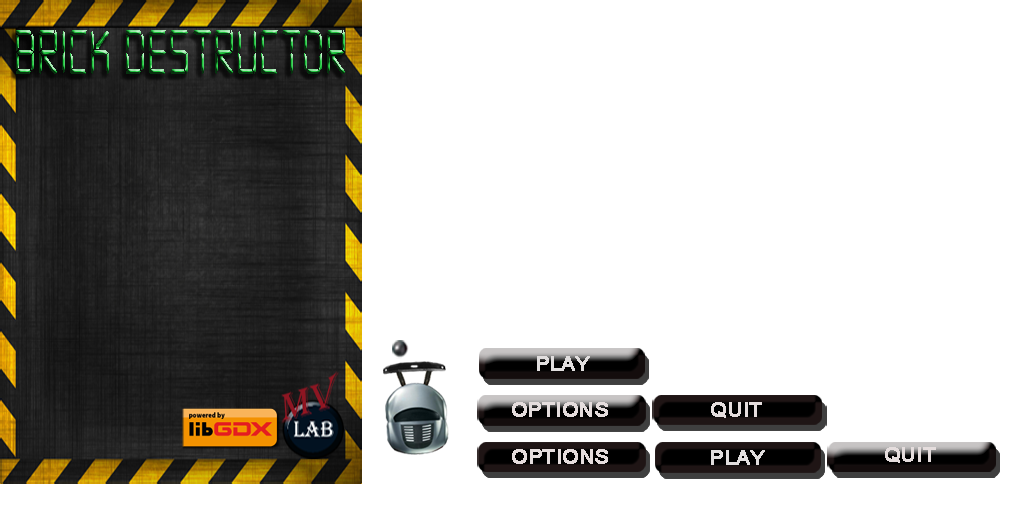 BRICK DESTRUCTOR
powered by
libGDX
MV
LAB
PLAY
OPTIONS
QUIT
OPTIONS
PLAY
QUIT